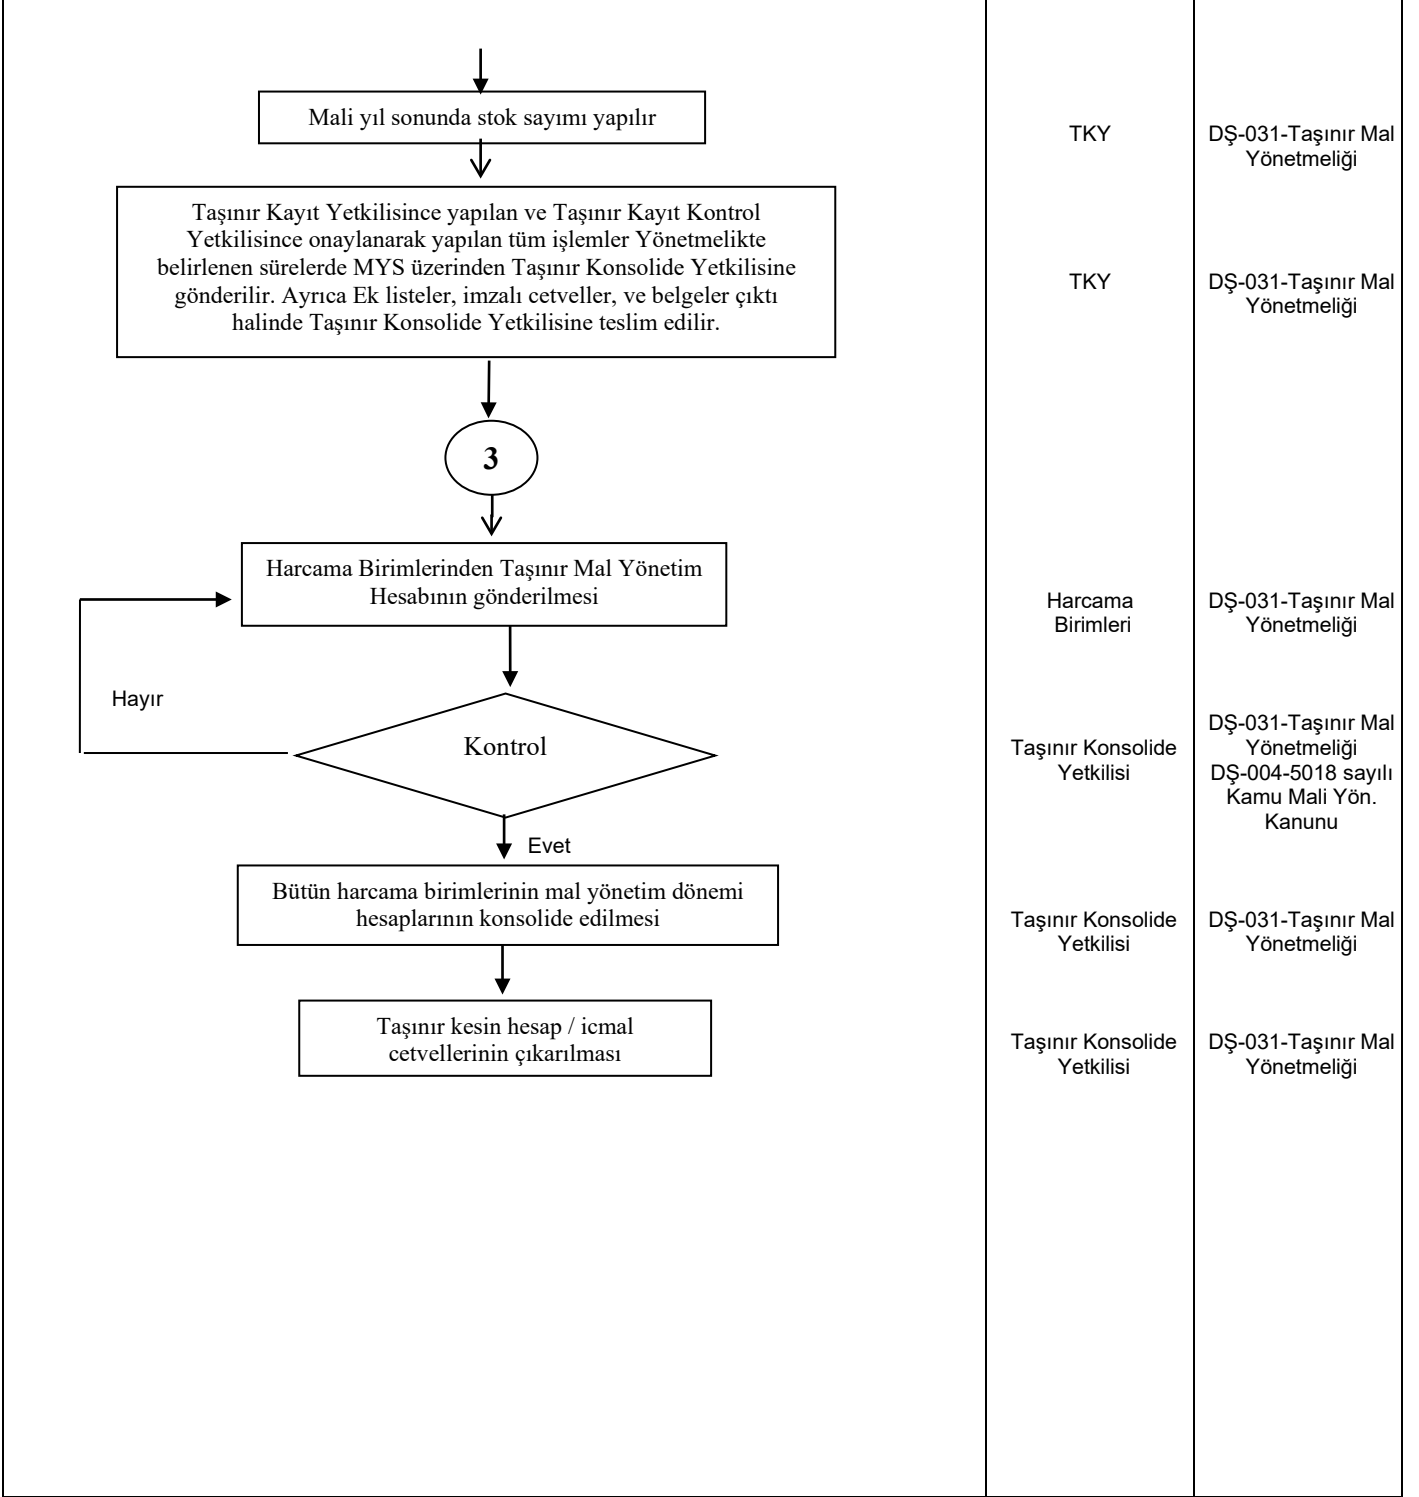 Mali yıl sonunda stok sayımı yapılır
TKY
DŞ-031-Taşınır Mal
Yönetmeliği
Taşınır Kayıt Yetkilisince yapılan ve Taşınır Kayıt Kontrol
Yetkilisince onaylanarak yapılan tüm işlemler Yönetmelikte
belirlenen sürelerde MYS üzerinden Taşınır Konsolide Yetkilisine
gönderilir. Ayrıca Ek listeler, imzalı cetveller, ve belgeler çıktı
halinde Taşınır Konsolide Yetkilisine teslim edilir.
TKY
DŞ-031-Taşınır Mal
Yönetmeliği
3
Harcama Birimlerinden Taşınır Mal Yönetim
Hesabının gönderilmesi
Harcama
Birimleri
DŞ-031-Taşınır Mal
Yönetmeliği
Hayır
Kontrol
Taşınır Konsolide
Yetkilisi
DŞ-031-Taşınır Mal
Yönetmeliği
DŞ-004-5018 sayılı
Kamu Mali Yön.
Kanunu
Evet
Bütün harcama birimlerinin mal yönetim dönemi
hesaplarının konsolide edilmesi
Taşınır Konsolide
Yetkilisi
DŞ-031-Taşınır Mal
Yönetmeliği
Taşınır kesin hesap / icmal
cetvellerinin çıkarılması
Taşınır Konsolide
Yetkilisi
DŞ-031-Taşınır Mal
Yönetmeliği